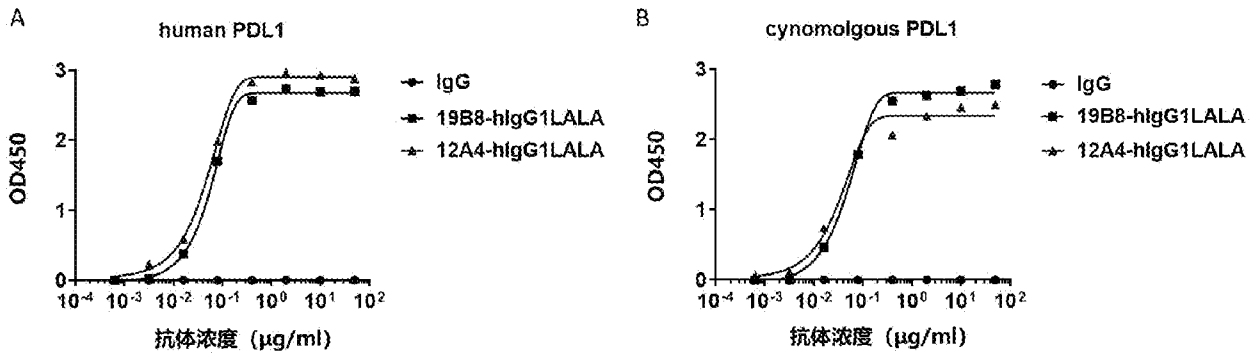 A
human PDL1
OD450
3
2
1
0
10-4
10-3
10-2
10-1
100
101
102
抗体浓度（μg/ml）
IgG
19B8-hIgG1LALA
12A4-hIgG1LALA
B
cynomolgous PDL1
OD450
3
2
1
0
10-4
10-3
10-2
10-1
100
101
102
抗体浓度（μg/ml）
IgG
19B8-hIgG1LALA
12A4-hIgG1LALA